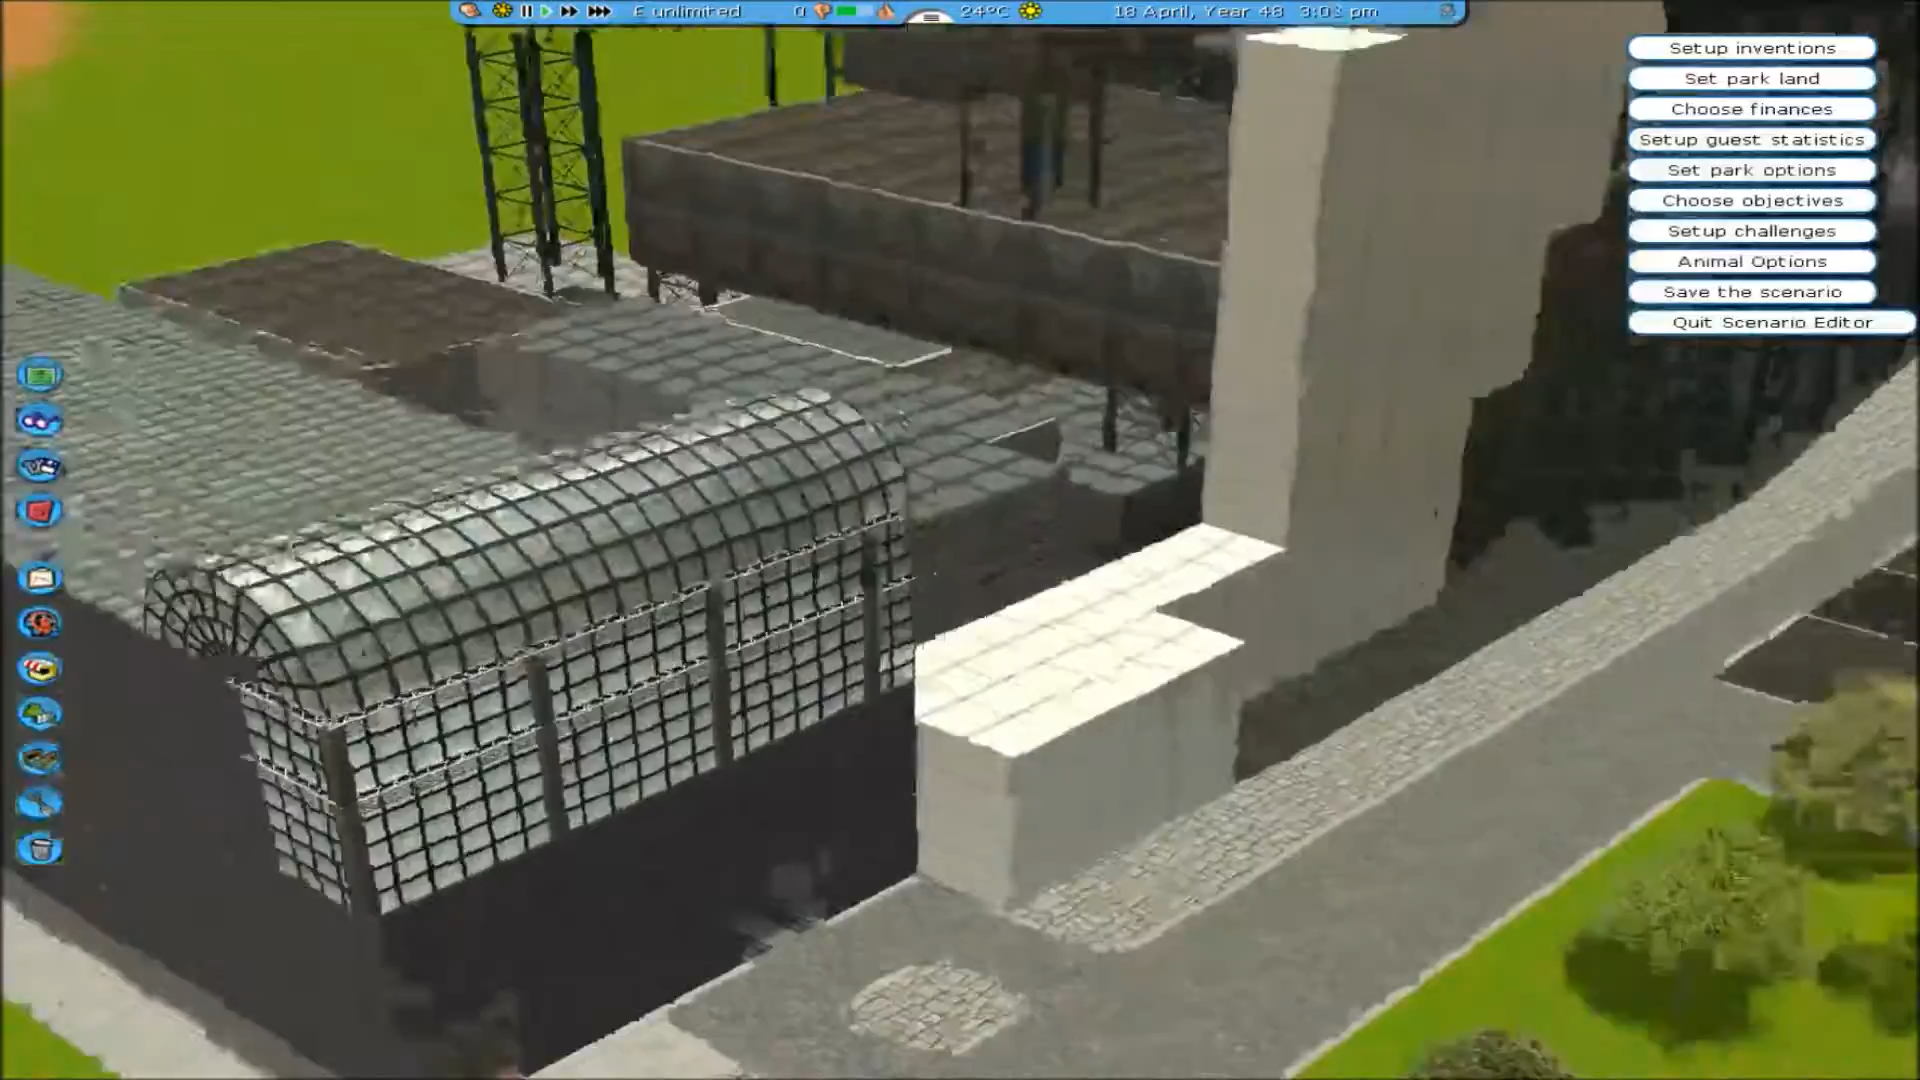 £ unlimited 0 24°C 18 April, Year 48 3:03 pm
Setup inventions
Set park land
Choose finances
Setup guest statistics
Set park options
Choose objectives
Setup challenges
Animal Options
Save the scenario
Quit Scenario Editor